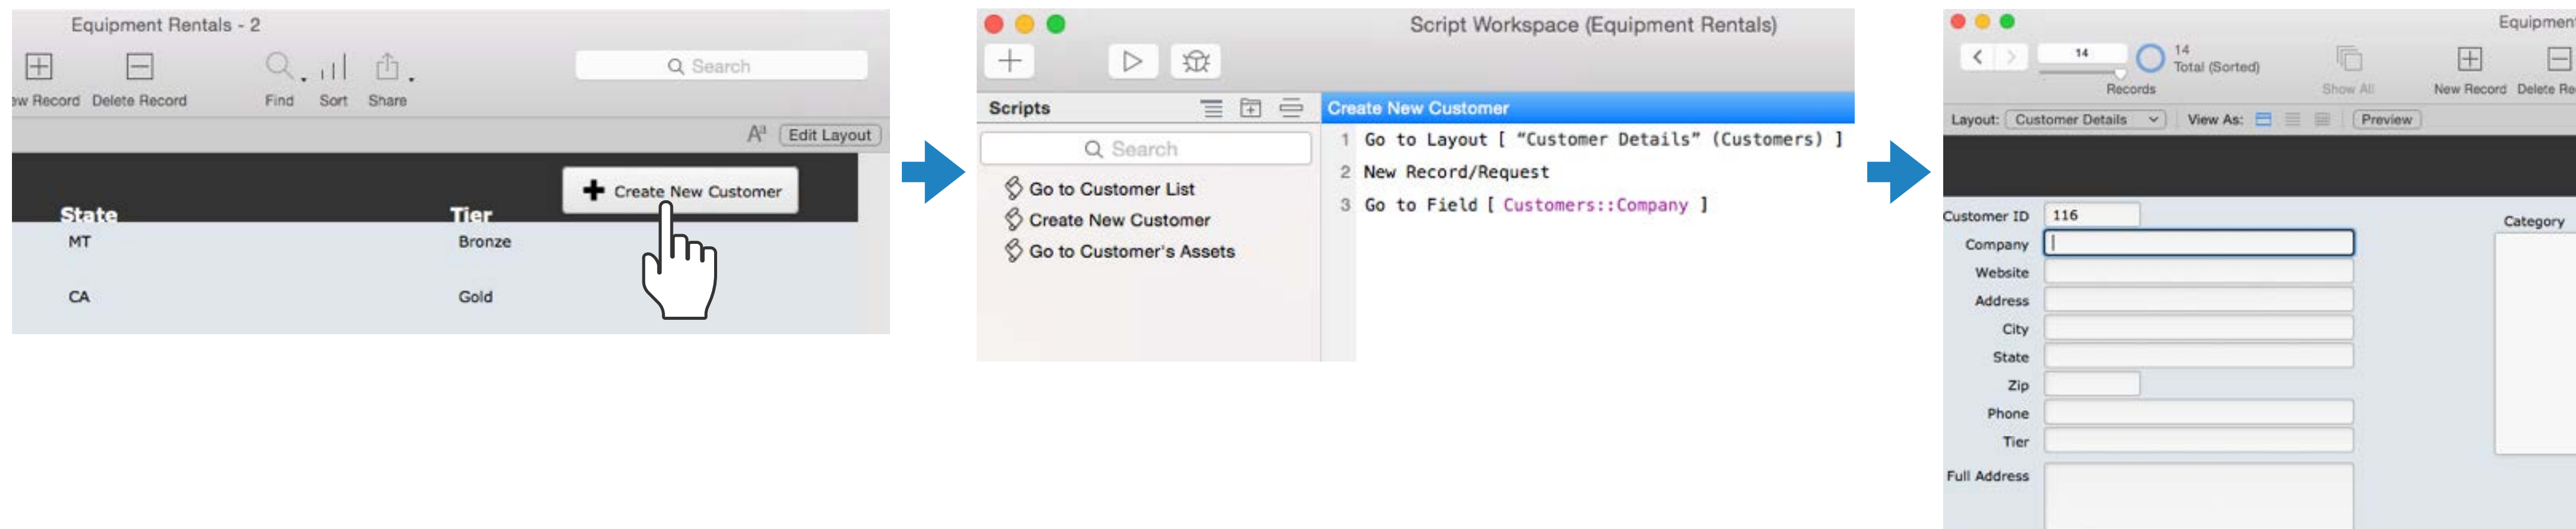 Equipment Rentals - 2
Search
ew Record Delete Record Find Sort Share
Aa Edit Layout
Create New Customer
State Tier
MT Bronze
CA Gold
Script Workspace (Equipment Rentals)
Scripts
Search
Go to Customer List
Create New Customer
Go to Customer's Assets
Create New Customer
1 Go to Layout [ “Customer Details” (Customers) ]
2 New Record/Request
3 Go to Field [ Customers::Company ]
Equipment
14
14
Total (Sorted)
Records
Show All
New Record Delete Re
Layout: Customer Details View As: Preview
Customer ID 116
Category
Company
Website
Address
City
State
Zip
Phone
Tier
Full Address